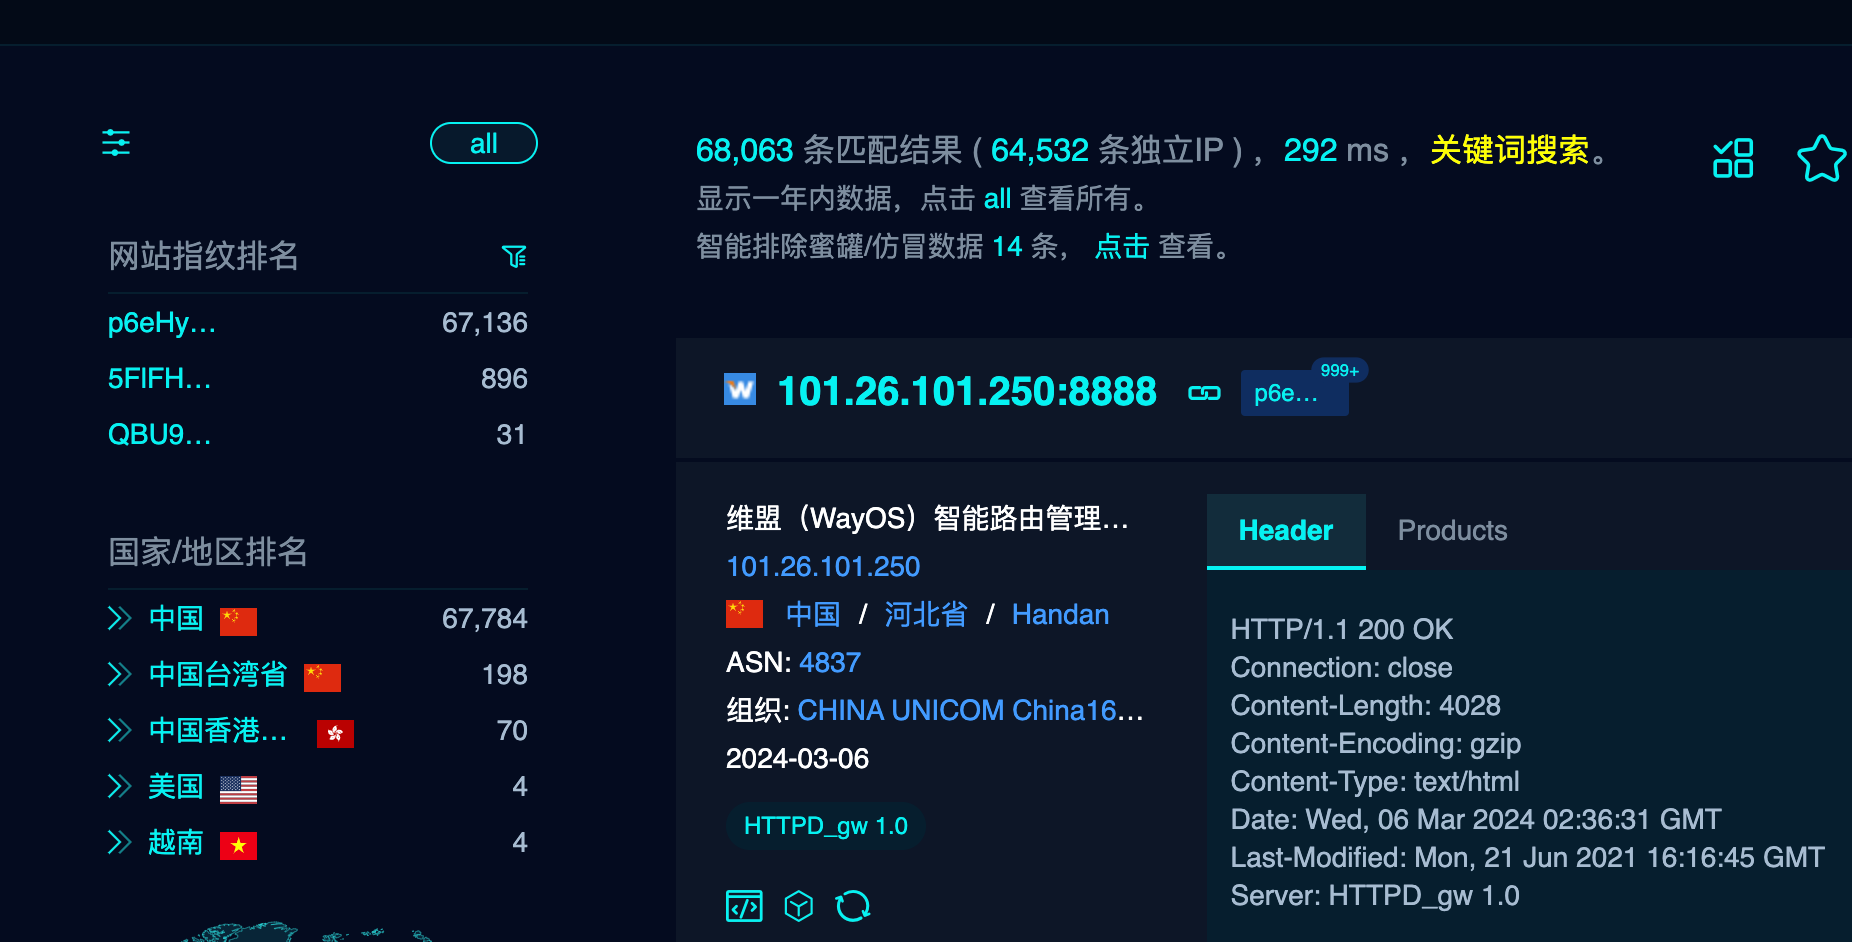 all
68,063 条匹配结果 ( 64,532 条独立IP ) ，292 ms ，关键词搜索。
显示一年内数据，点击 all 查看所有。
智能排除蜜罐/仿冒数据 14 条， 点击 查看。
网站指纹排名
p6eHy... 67,136
5FIFH... 896
QBU9... 31
国家/地区排名
中国 67,784
中国台湾省 198
中国香港... 70
美国 4
越南 4
W 101.26.101.250:8888 p6e... 999+
维盟（WayOS）智能路由管理...
101.26.101.250
中国 / 河北省 / Handan
ASN: 4837
组织: CHINA UNICOM China16...
2024-03-06
HTTPD_gw 1.0
Header Products
HTTP/1.1 200 OK
Connection: close
Content-Length: 4028
Content-Encoding: gzip
Content-Type: text/html
Date: Wed, 06 Mar 2024 02:36:31 GMT
Last-Modified: Mon, 21 Jun 2021 16:16:45 GMT
Server: HTTPD_gw 1.0